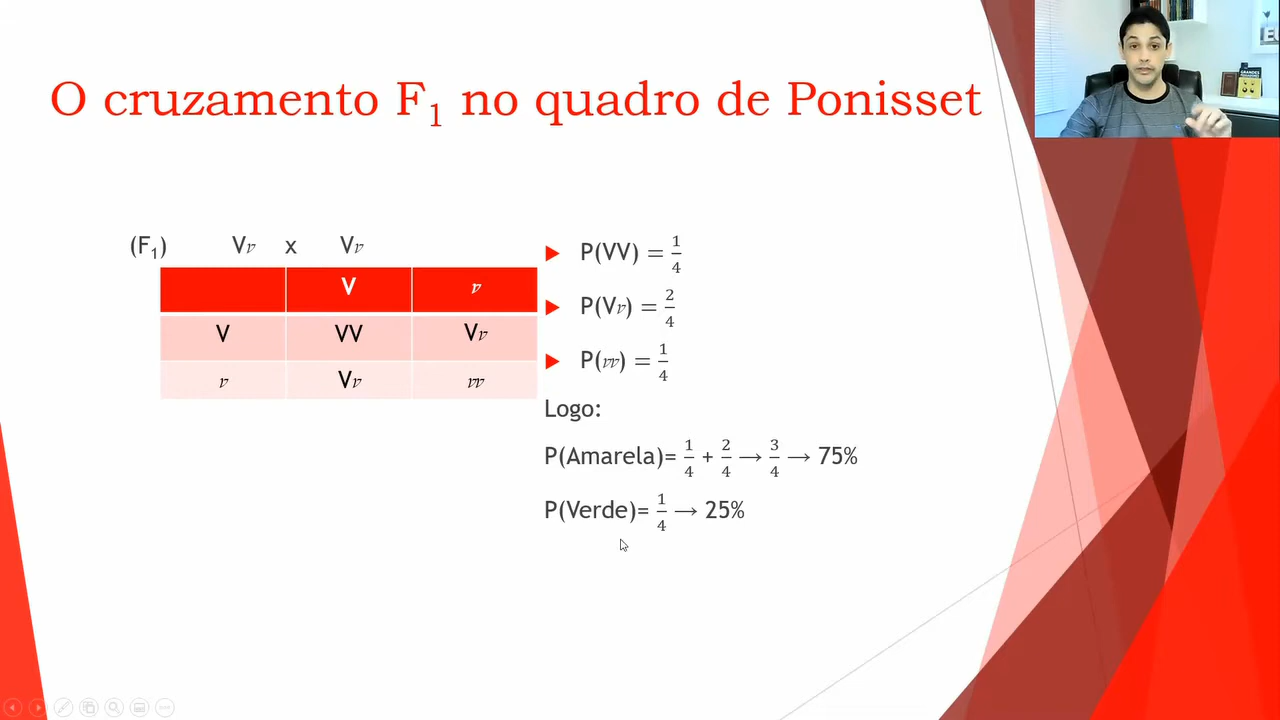 O cruzamento F₁ no quadro de Ponisset
(F₁) Vv x Vv
V v
V VV Vv
v Vv vv
P(VV) = 1/4
P(Vv) = 2/4
P(vv) = 1/4
Logo:
P(Amarela)= 1/4 + 2/4 → 3/4 → 75%
P(Verde)= 1/4 → 25%